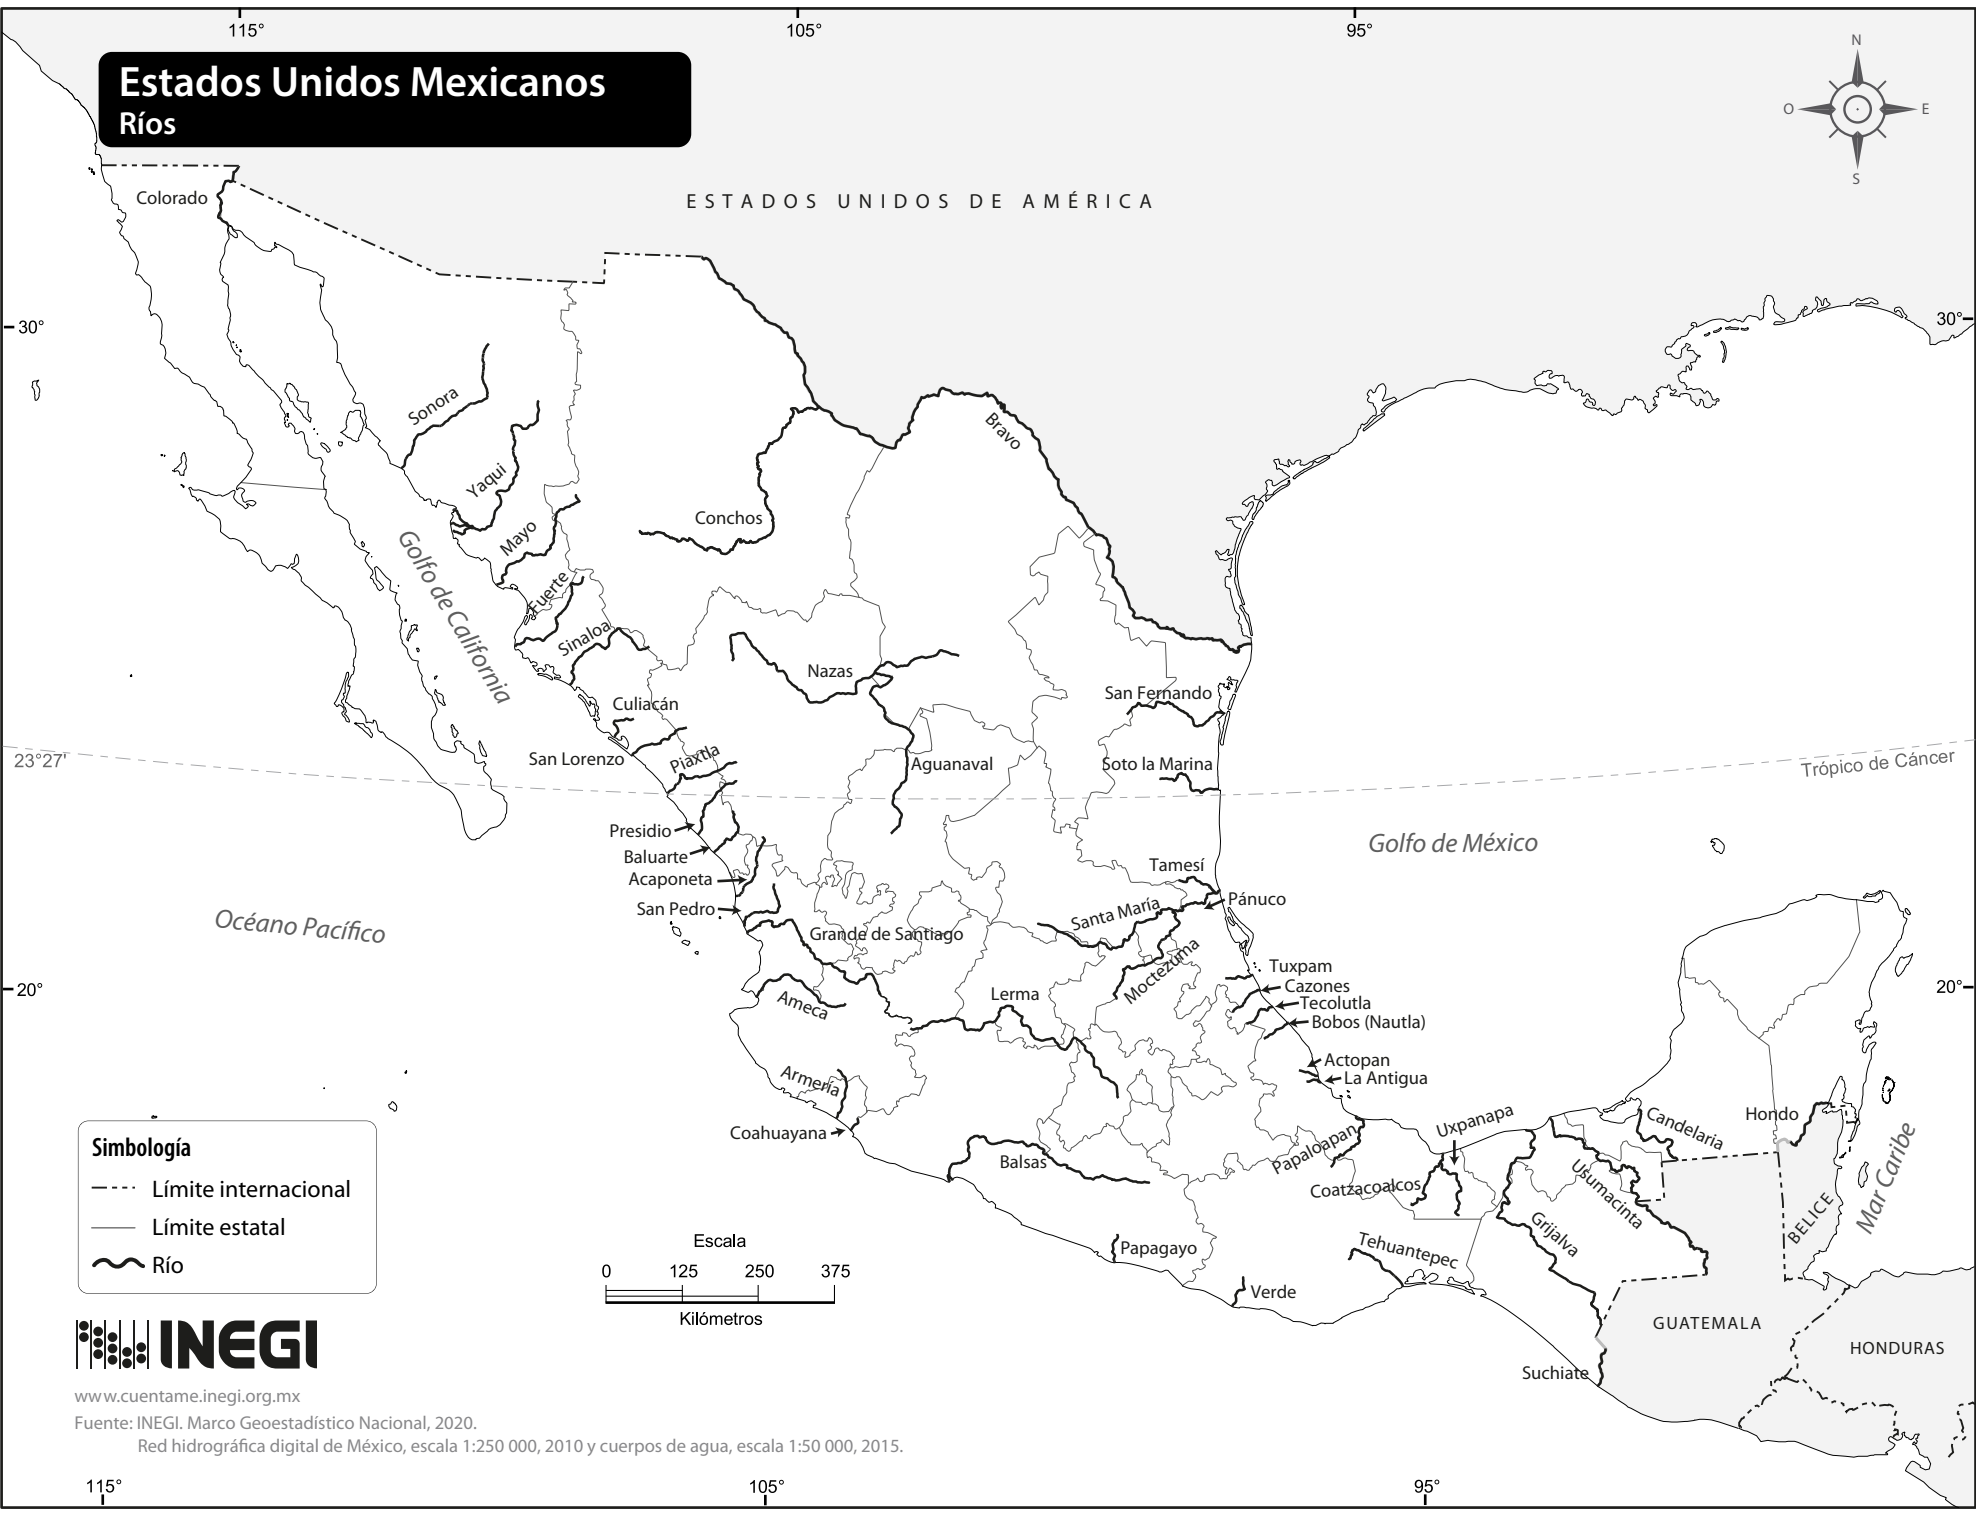 115°
105°
95°
Estados Unidos Mexicanos
Ríos
N
O
E
S
ESTADOS UNIDOS DE AMÉRICA
Colorado
30°
30°
Sonora
Bravo
Yaqui
Conchos
Mayo
Golfo de California
Fuerte
Sinaloa
Nazas
San Fernando
Culiacán
San Lorenzo
Piaxtla
Aguanaval
Soto la Marina
23°27'
Trópico de Cáncer
Presidio
Golfo de México
Baluarte
Tamesí
Acaponeta
San Pedro
Santa María
Pánuco
Océano Pacífico
Grande de Santiago
Moctezuma
Tuxpam
20°
Cazones
20°
Ameca
Lerma
Tecolutla
Bobos (Nautla)
Actopan
La Antigua
Armería
Coahuayana
Balsas
Papaloapan
Uxpanapa
Candelaria
Hondo
Coatzacoalcos
Usumacinta
BELICE
Mar Caribe
Grijalva
Papagayo
Tehuantepec
Verde
GUATEMALA
HONDURAS
Suchiate
Simbología
Límite internacional
Límite estatal
Río
Escala
0 125 250 375
Kilómetros
INEGI
www.cuentame.inegi.org.mx
Fuente: INEGI. Marco Geoestadístico Nacional, 2020.
Red hidrográfica digital de México, escala 1:250 000, 2010 y cuerpos de agua, escala 1:50 000, 2015.
115°
105°
95°